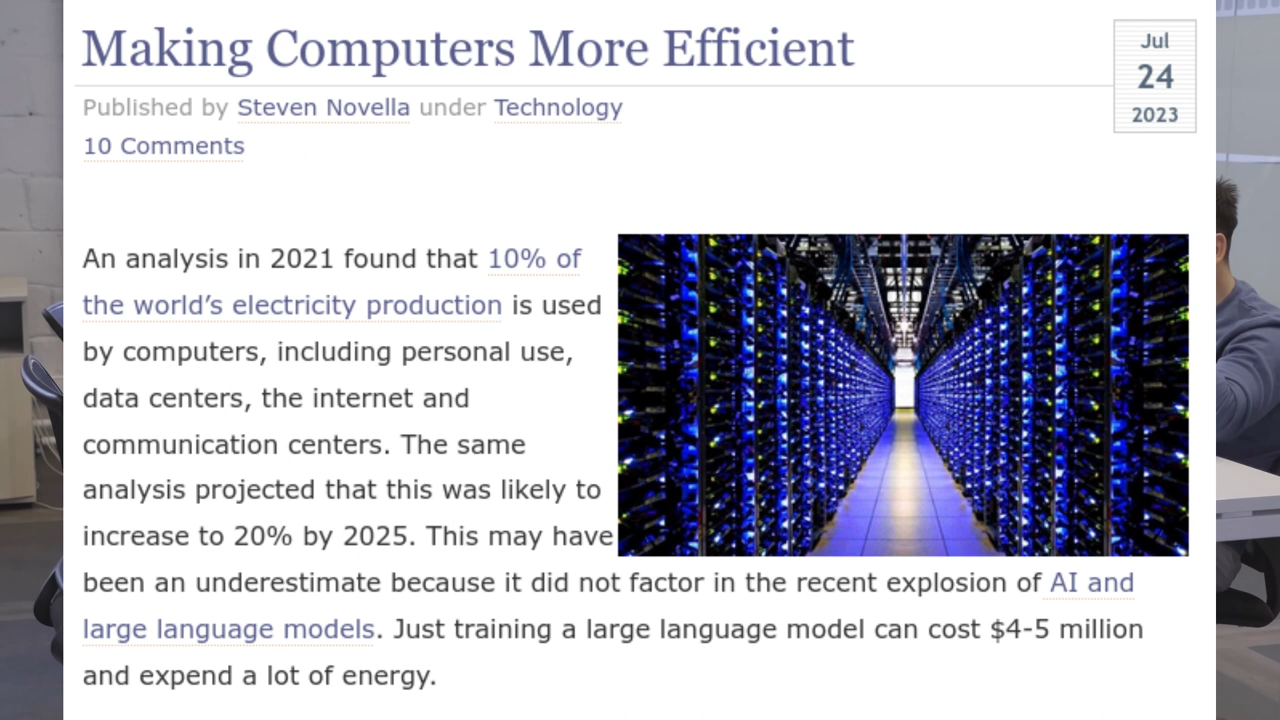 Making Computers More Efficient
Jul
24
2023
Published by Steven Novella under Technology
10 Comments
An analysis in 2021 found that 10% of
the world’s electricity production is used
by computers, including personal use,
data centers, the internet and
communication centers. The same
analysis projected that this was likely to
increase to 20% by 2025. This may have
been an underestimate because it did not factor in the recent explosion of AI and
large language models. Just training a large language model can cost $4-5 million
and expend a lot of energy.